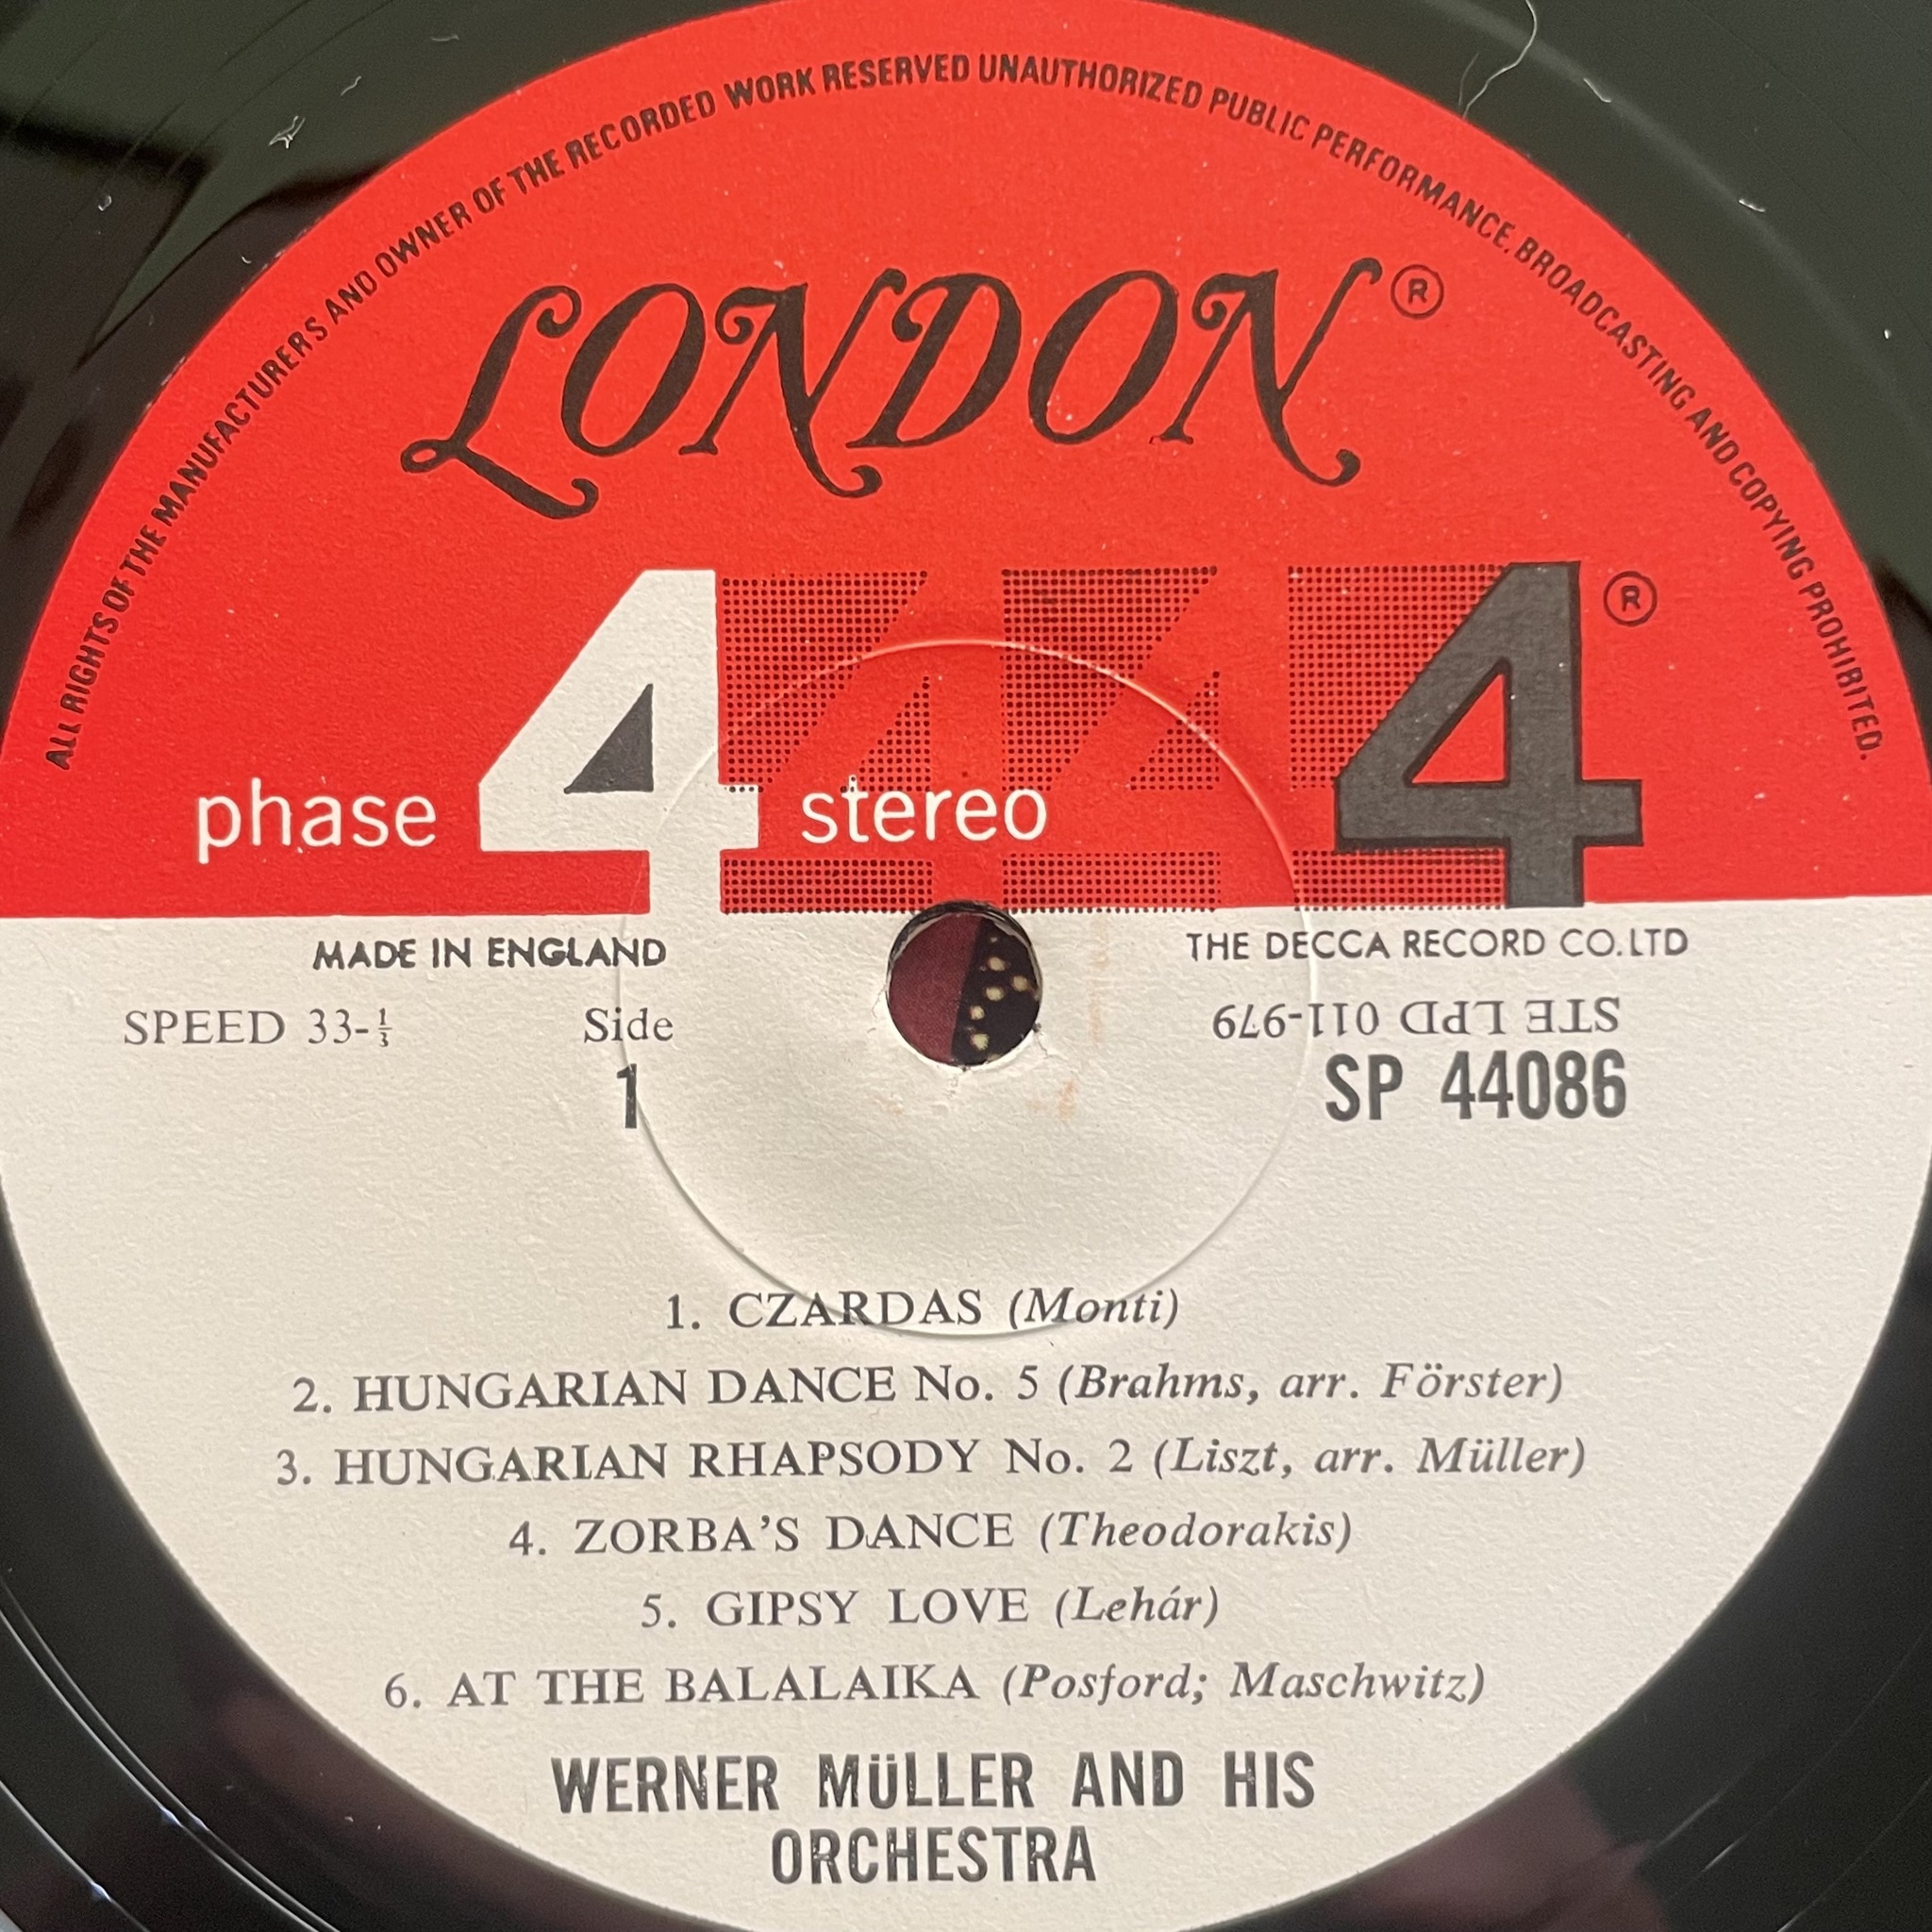 ALL RIGHTS OF THE MANUFACTURERS AND OWNER OF THE RECORDED WORK RESERVED UNAUTHORIZED PUBLIC PERFORMANCE. BROADCASTING AND COPYING PROHIBITED.
LONDON®
phase 4 stereo 4 4 4®
MADE IN ENGLAND
THE DECCA RECORD CO. LTD
SPEED 33-⅓
Side
1
STE LPD 011-979
SP 44086
1. CZARDAS (Monti)
2. HUNGARIAN DANCE No. 5 (Brahms, arr. Förster)
3. HUNGARIAN RHAPSODY No. 2 (Liszt, arr. Müller)
4. ZORBA'S DANCE (Theodorakis)
5. GIPSY LOVE (Lehár)
6. AT THE BALALAIKA (Posford; Maschwitz)
WERNER MÜLLER AND HIS
ORCHESTRA